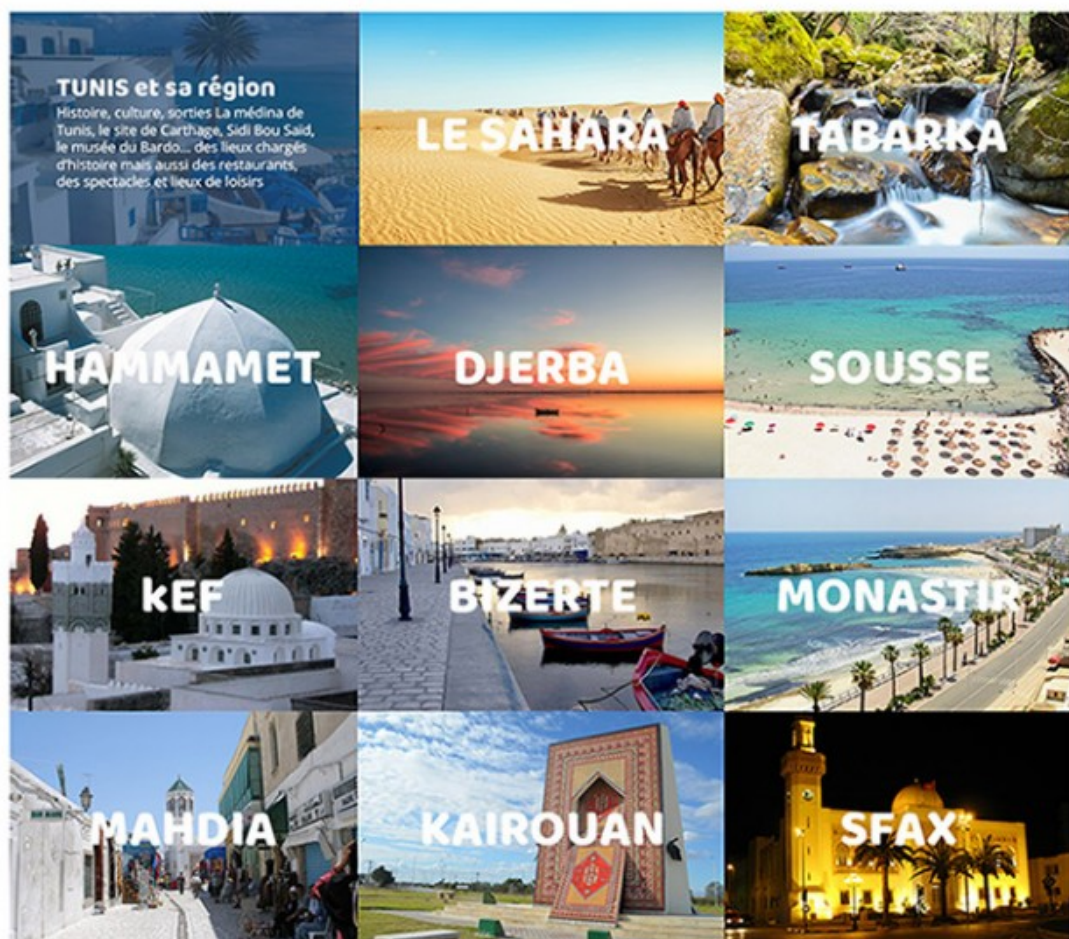 TUNIS et sa région
Histoire, culture, sorties La médina de
Tunis, le site de Carthage, Sidi Bou Saïd,
le musée du Bardo... des lieux chargés
d'histoire mais aussi des restaurants,
des spectacles et lieux de loisirs
LE SAHARA
TABARKA
HAMMAMET
DJERBA
SOUSSE
kEF
BIZERTE
MONASTIR
MAHDIA
KAIROUAN
SFAX